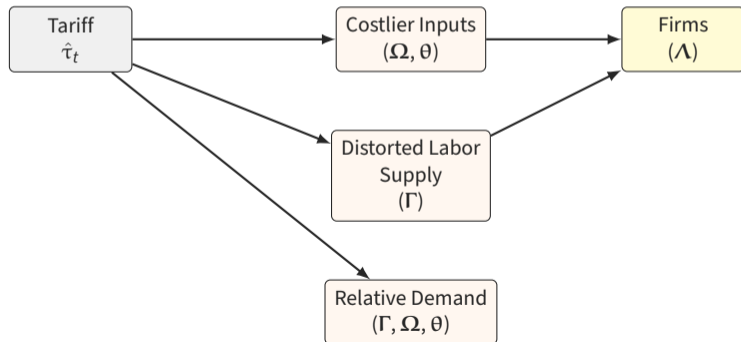 Tariff
τ̂ₜ
Costlier Inputs
(Ω, θ)
Firms
(Λ)
Distorted Labor
Supply
(Γ)
Relative Demand
(Γ, Ω, θ)